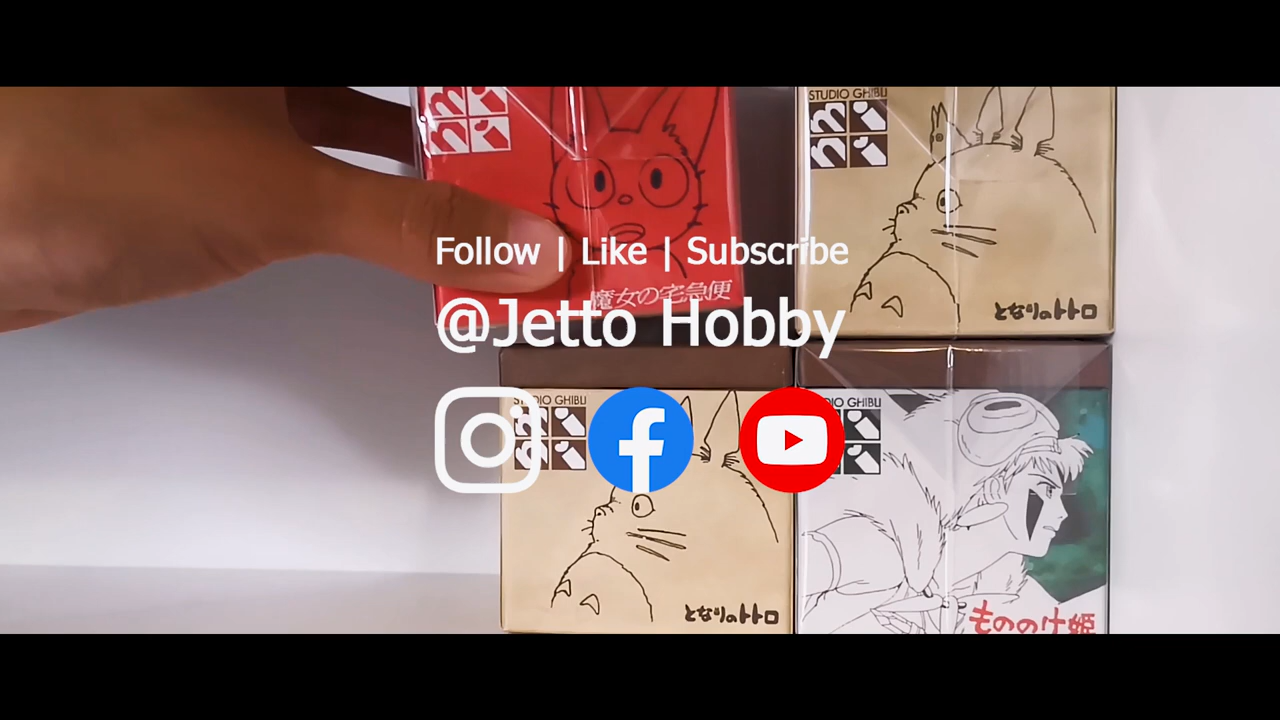 STUDIO GHIBLI
Follow | Like | Subscribe
魔女の宅急便
となりのトトロ
@Jetto Hobby
STUDIO GHIBLI
STUDIO GHIBLI
となりのトトロ
もののけ姫